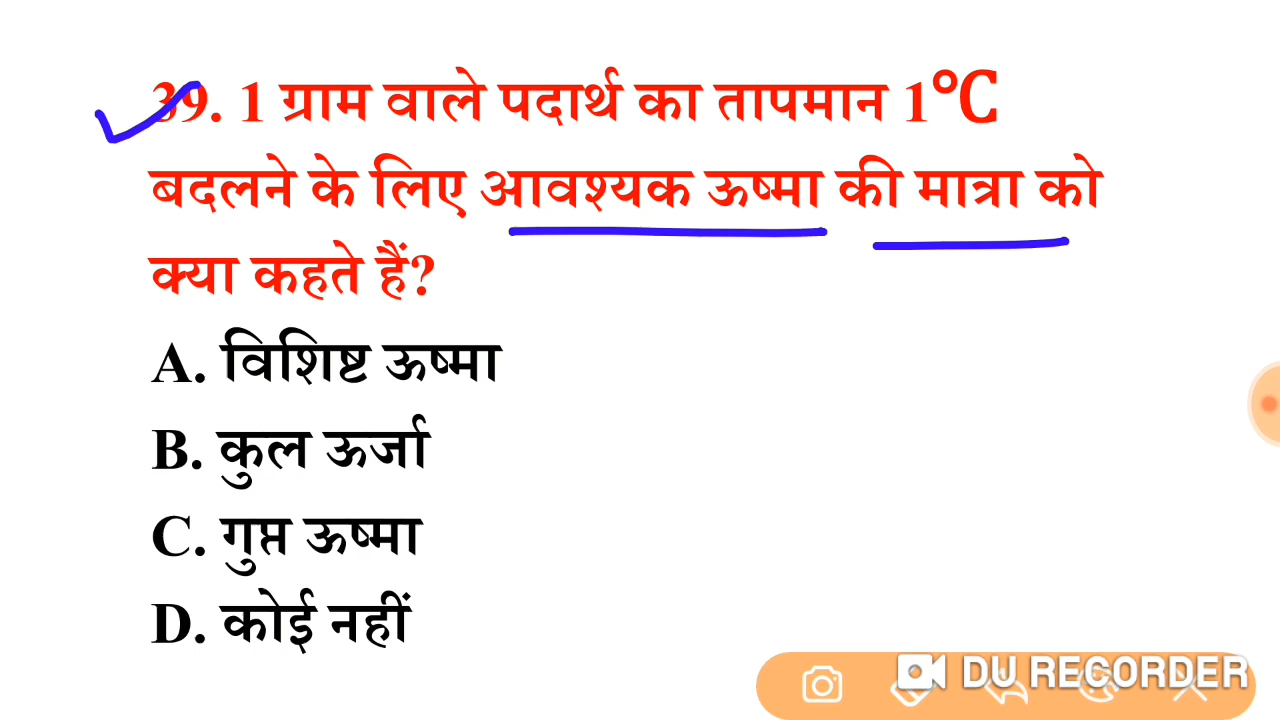 39. 1 ग्राम वाले पदार्थ का तापमान 1°C
बदलने के लिए आवश्यक ऊष्मा की मात्रा को
क्या कहते हैं?
A. विशिष्ट ऊष्मा
B. कुल ऊर्जा
C. गुप्त ऊष्मा
D. कोई नहीं
DU RECORDER